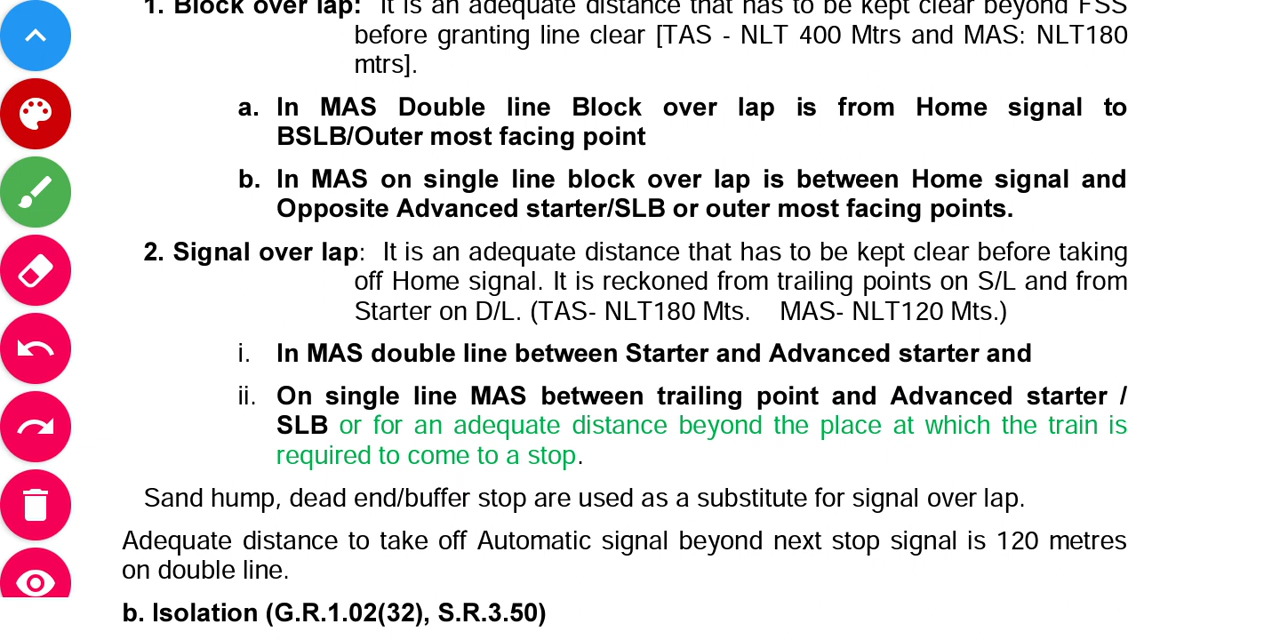 1. Block over lap: It is an adequate distance that has to be kept clear beyond FSS
before granting line clear [TAS - NLT 400 Mtrs and MAS: NLT180
mtrs].
a. In MAS Double line Block over lap is from Home signal to
BSLB/Outer most facing point
b. In MAS on single line block over lap is between Home signal and
Opposite Advanced starter/SLB or outer most facing points.
2. Signal over lap: It is an adequate distance that has to be kept clear before taking
off Home signal. It is reckoned from trailing points on S/L and from
Starter on D/L. (TAS- NLT180 Mts. MAS- NLT120 Mts.)
i. In MAS double line between Starter and Advanced starter and
ii. On single line MAS between trailing point and Advanced starter /
SLB or for an adequate distance beyond the place at which the train is
required to come to a stop.
Sand hump, dead end/buffer stop are used as a substitute for signal over lap.
Adequate distance to take off Automatic signal beyond next stop signal is 120 metres
on double line.
b. Isolation (G.R.1.02(32), S.R.3.50)